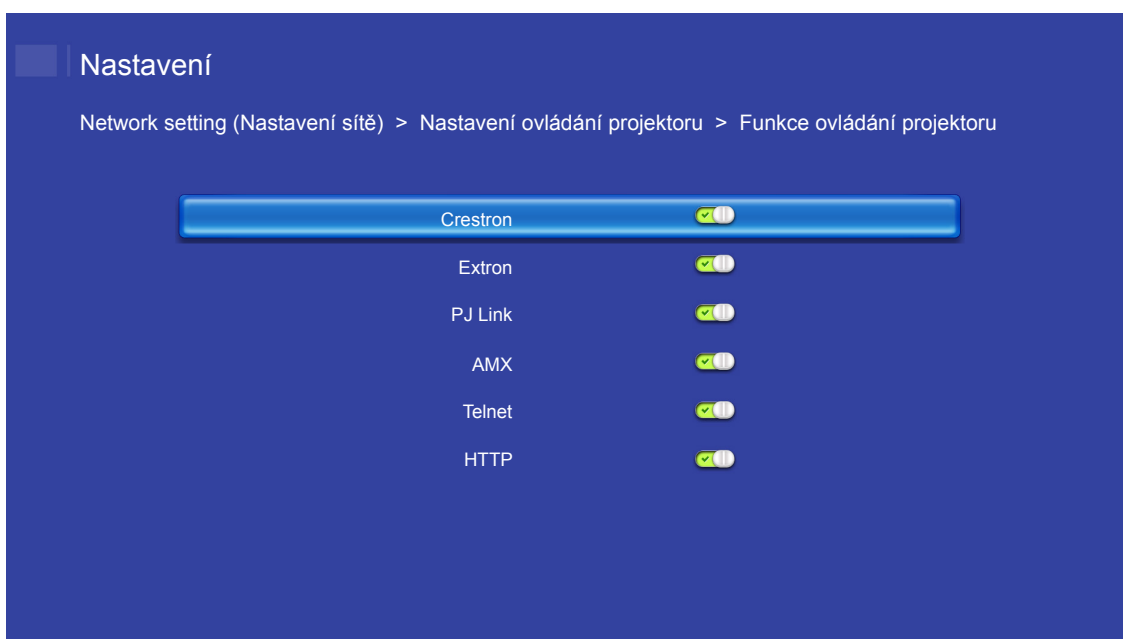 Nastavení
Network setting (Nastavení sítě) > Nastavení ovládání projektoru > Funkce ovládání projektoru
Crestron
Extron
PJ Link
AMX
Telnet
HTTP